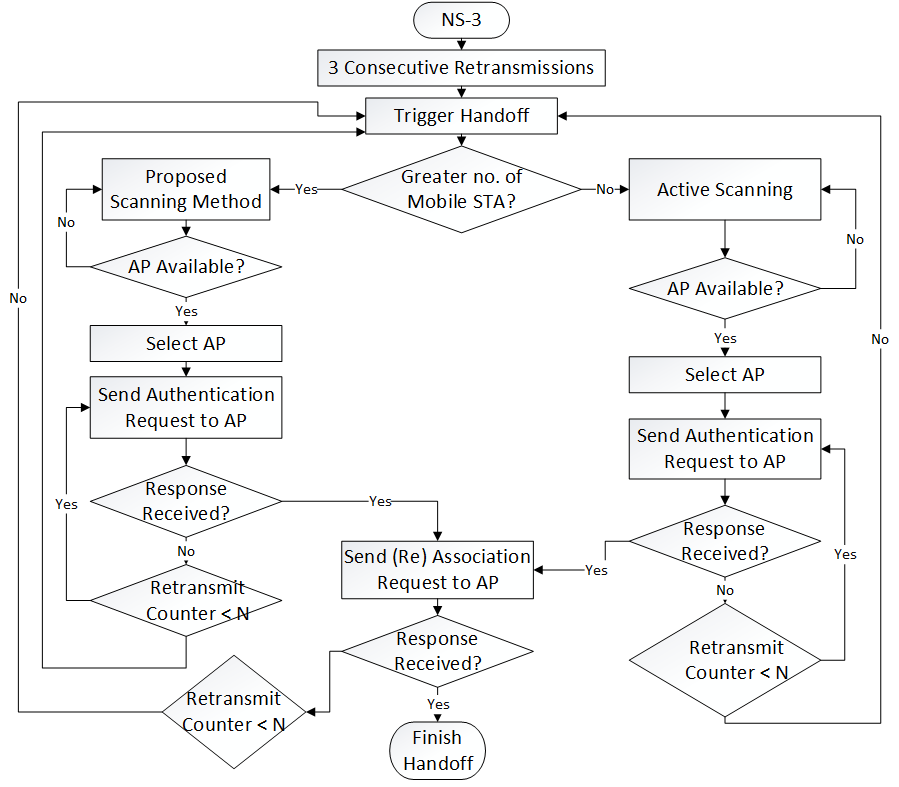 NS-3
3 Consecutive Retransmissions
Trigger Handoff
Greater no. of
Mobile STA?
Yes
No
Proposed
Scanning Method
Active Scanning
No
No
AP Available?
AP Available?
Yes
Yes
No
No
Select AP
Select AP
Send Authentication
Request to AP
Send Authentication
Request to AP
Response
Received?
Yes
Yes
No
Response
Received?
Yes
Yes
No
Send (Re) Association
Request to AP
Retransmit
Counter < N
Response
Received?
Retransmit
Counter < N
Retransmit
Counter < N
Yes
Finish
Handoff